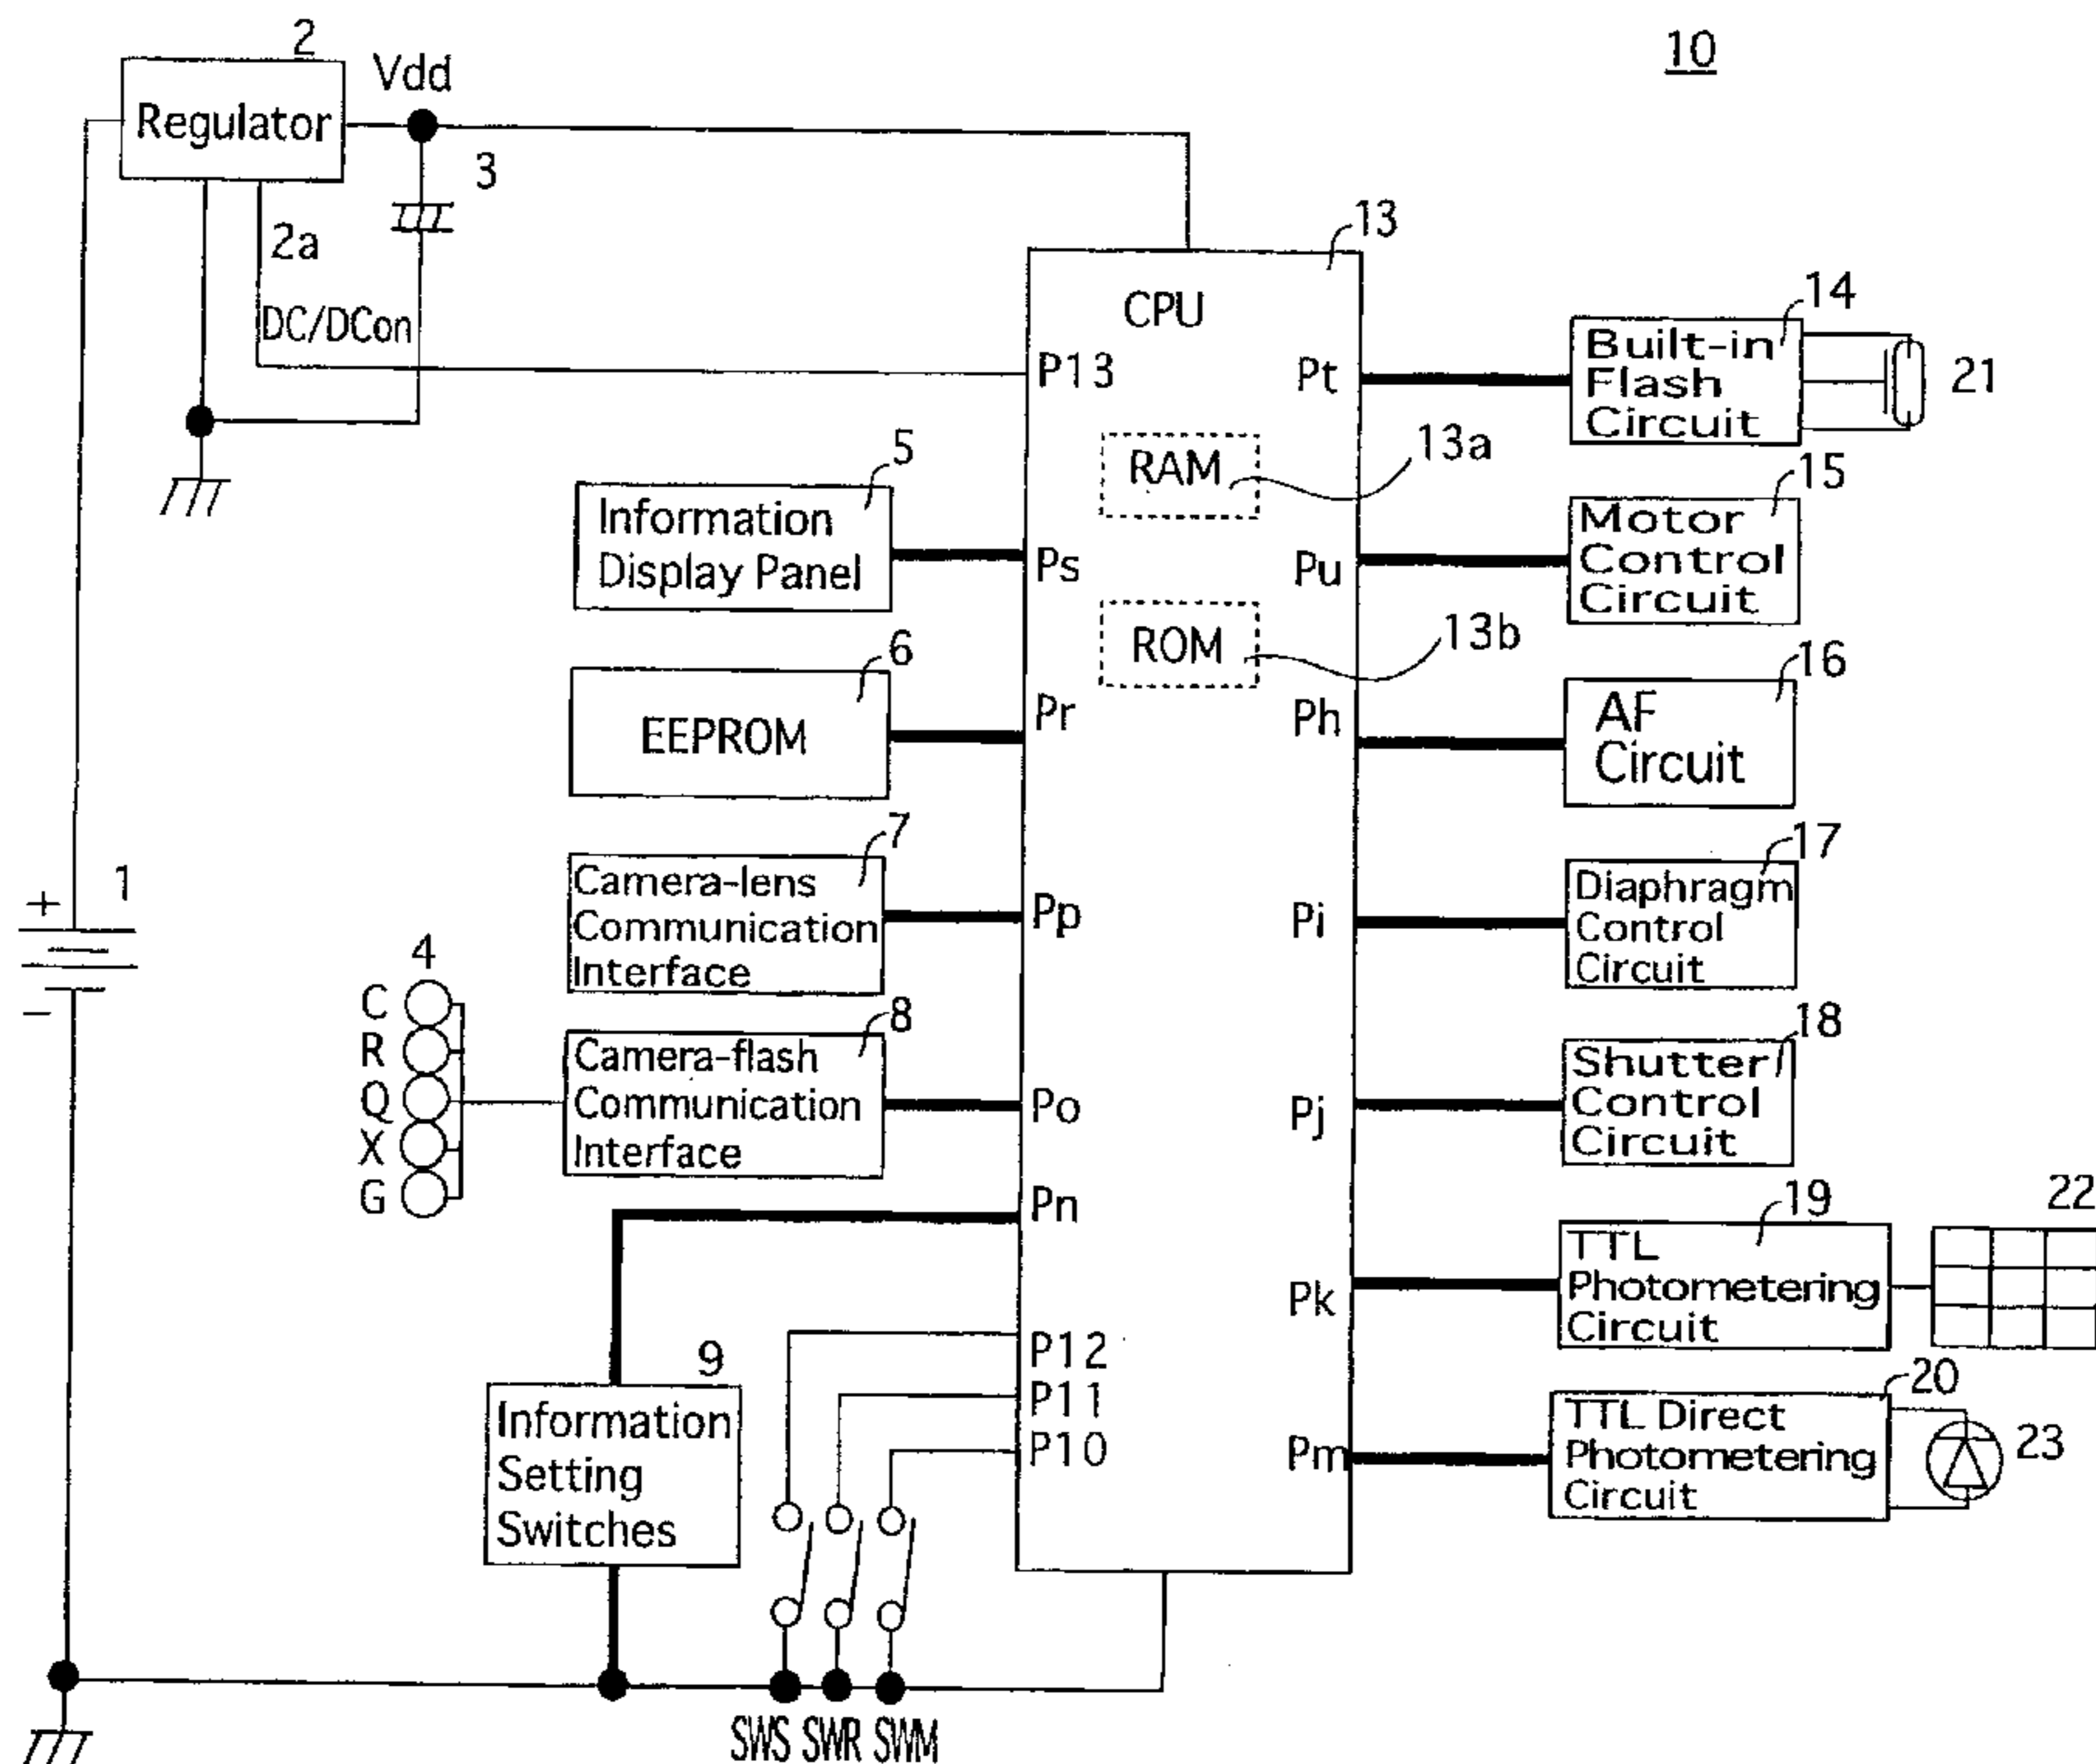 10
2
Regulator
Vdd
3
2a
DC/DCon
13
CPU
P13
Pt
14
Built-in
Flash
Circuit
21
RAM
13a
5
Information
Display Panel
Ps
Pu
15
Motor
Control
Circuit
ROM
13b
6
EEPROM
Pr
Ph
16
AF
Circuit
7
Camera-lens
Communication
Interface
Pp
Pi
17
Diaphragm
Control
Circuit
+
1
−
4
C
R
Q
X
G
8
Camera-flash
Communication
Interface
Po
Pj
18
Shutter
Control
Circuit
Pn
19
TTL
Photometering
Circuit
22
Pk
P12
P11
P10
9
Information
Setting
Switches
Pm
20
TTL Direct
Photometering
Circuit
23
SWS SWR SWM